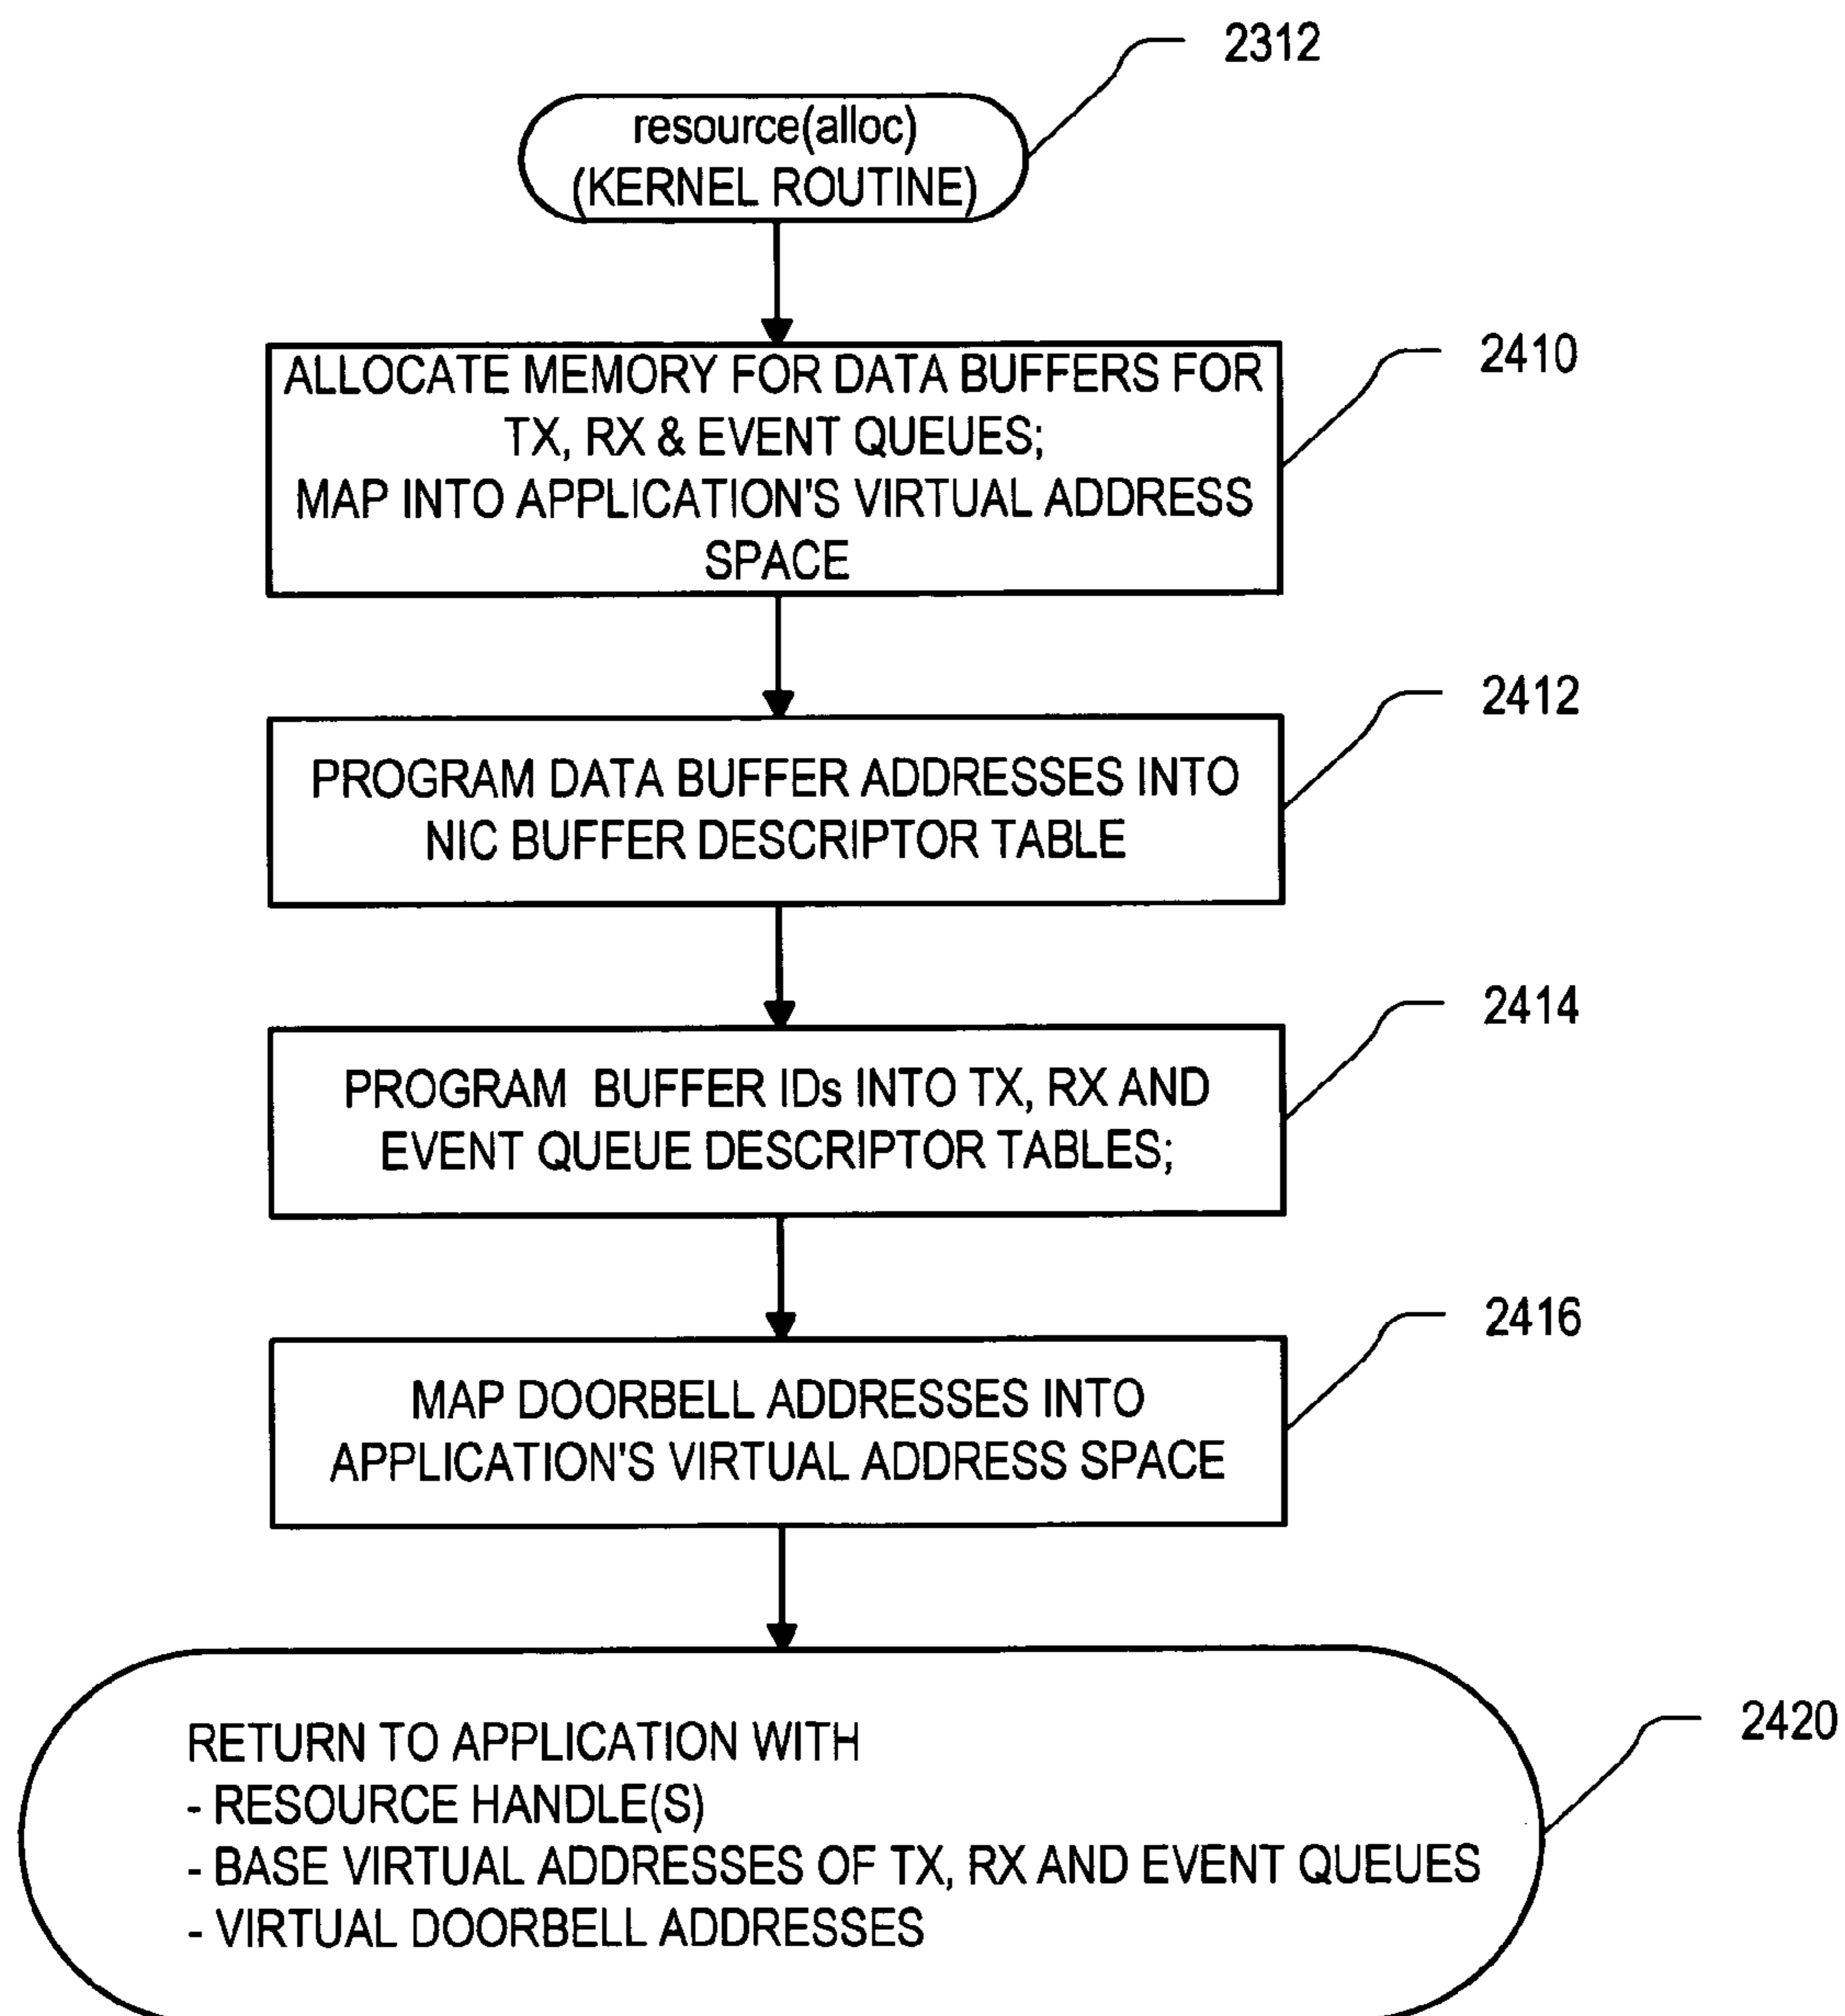 2312
resource(alloc)
(KERNEL ROUTINE)
2410
ALLOCATE MEMORY FOR DATA BUFFERS FOR
TX, RX & EVENT QUEUES;
MAP INTO APPLICATION'S VIRTUAL ADDRESS
SPACE
2412
PROGRAM DATA BUFFER ADDRESSES INTO
NIC BUFFER DESCRIPTOR TABLE
2414
PROGRAM BUFFER IDs INTO TX, RX AND
EVENT QUEUE DESCRIPTOR TABLES;
2416
MAP DOORBELL ADDRESSES INTO
APPLICATION'S VIRTUAL ADDRESS SPACE
2420
RETURN TO APPLICATION WITH
- RESOURCE HANDLE(S)
- BASE VIRTUAL ADDRESSES OF TX, RX AND EVENT QUEUES
- VIRTUAL DOORBELL ADDRESSES